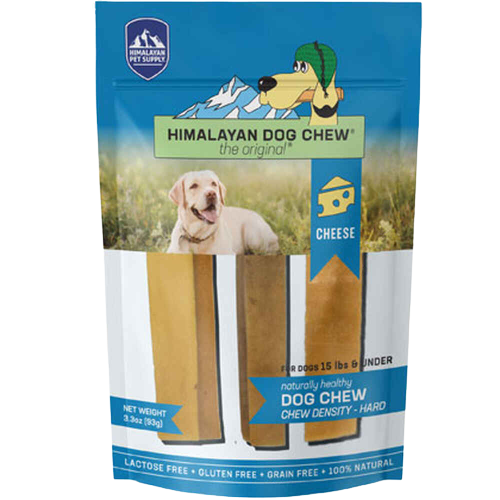 HIMALAYAN
PET SUPPLY®
HIMALAYAN DOG CHEW®
the original®
CHEESE
FOR DOGS 15 lbs & UNDER
naturally healthy
DOG CHEW
CHEW DENSITY - HARD
NET WEIGHT
3.3oz (93g)
LACTOSE FREE + GLUTEN FREE + GRAIN FREE + 100% NATURAL